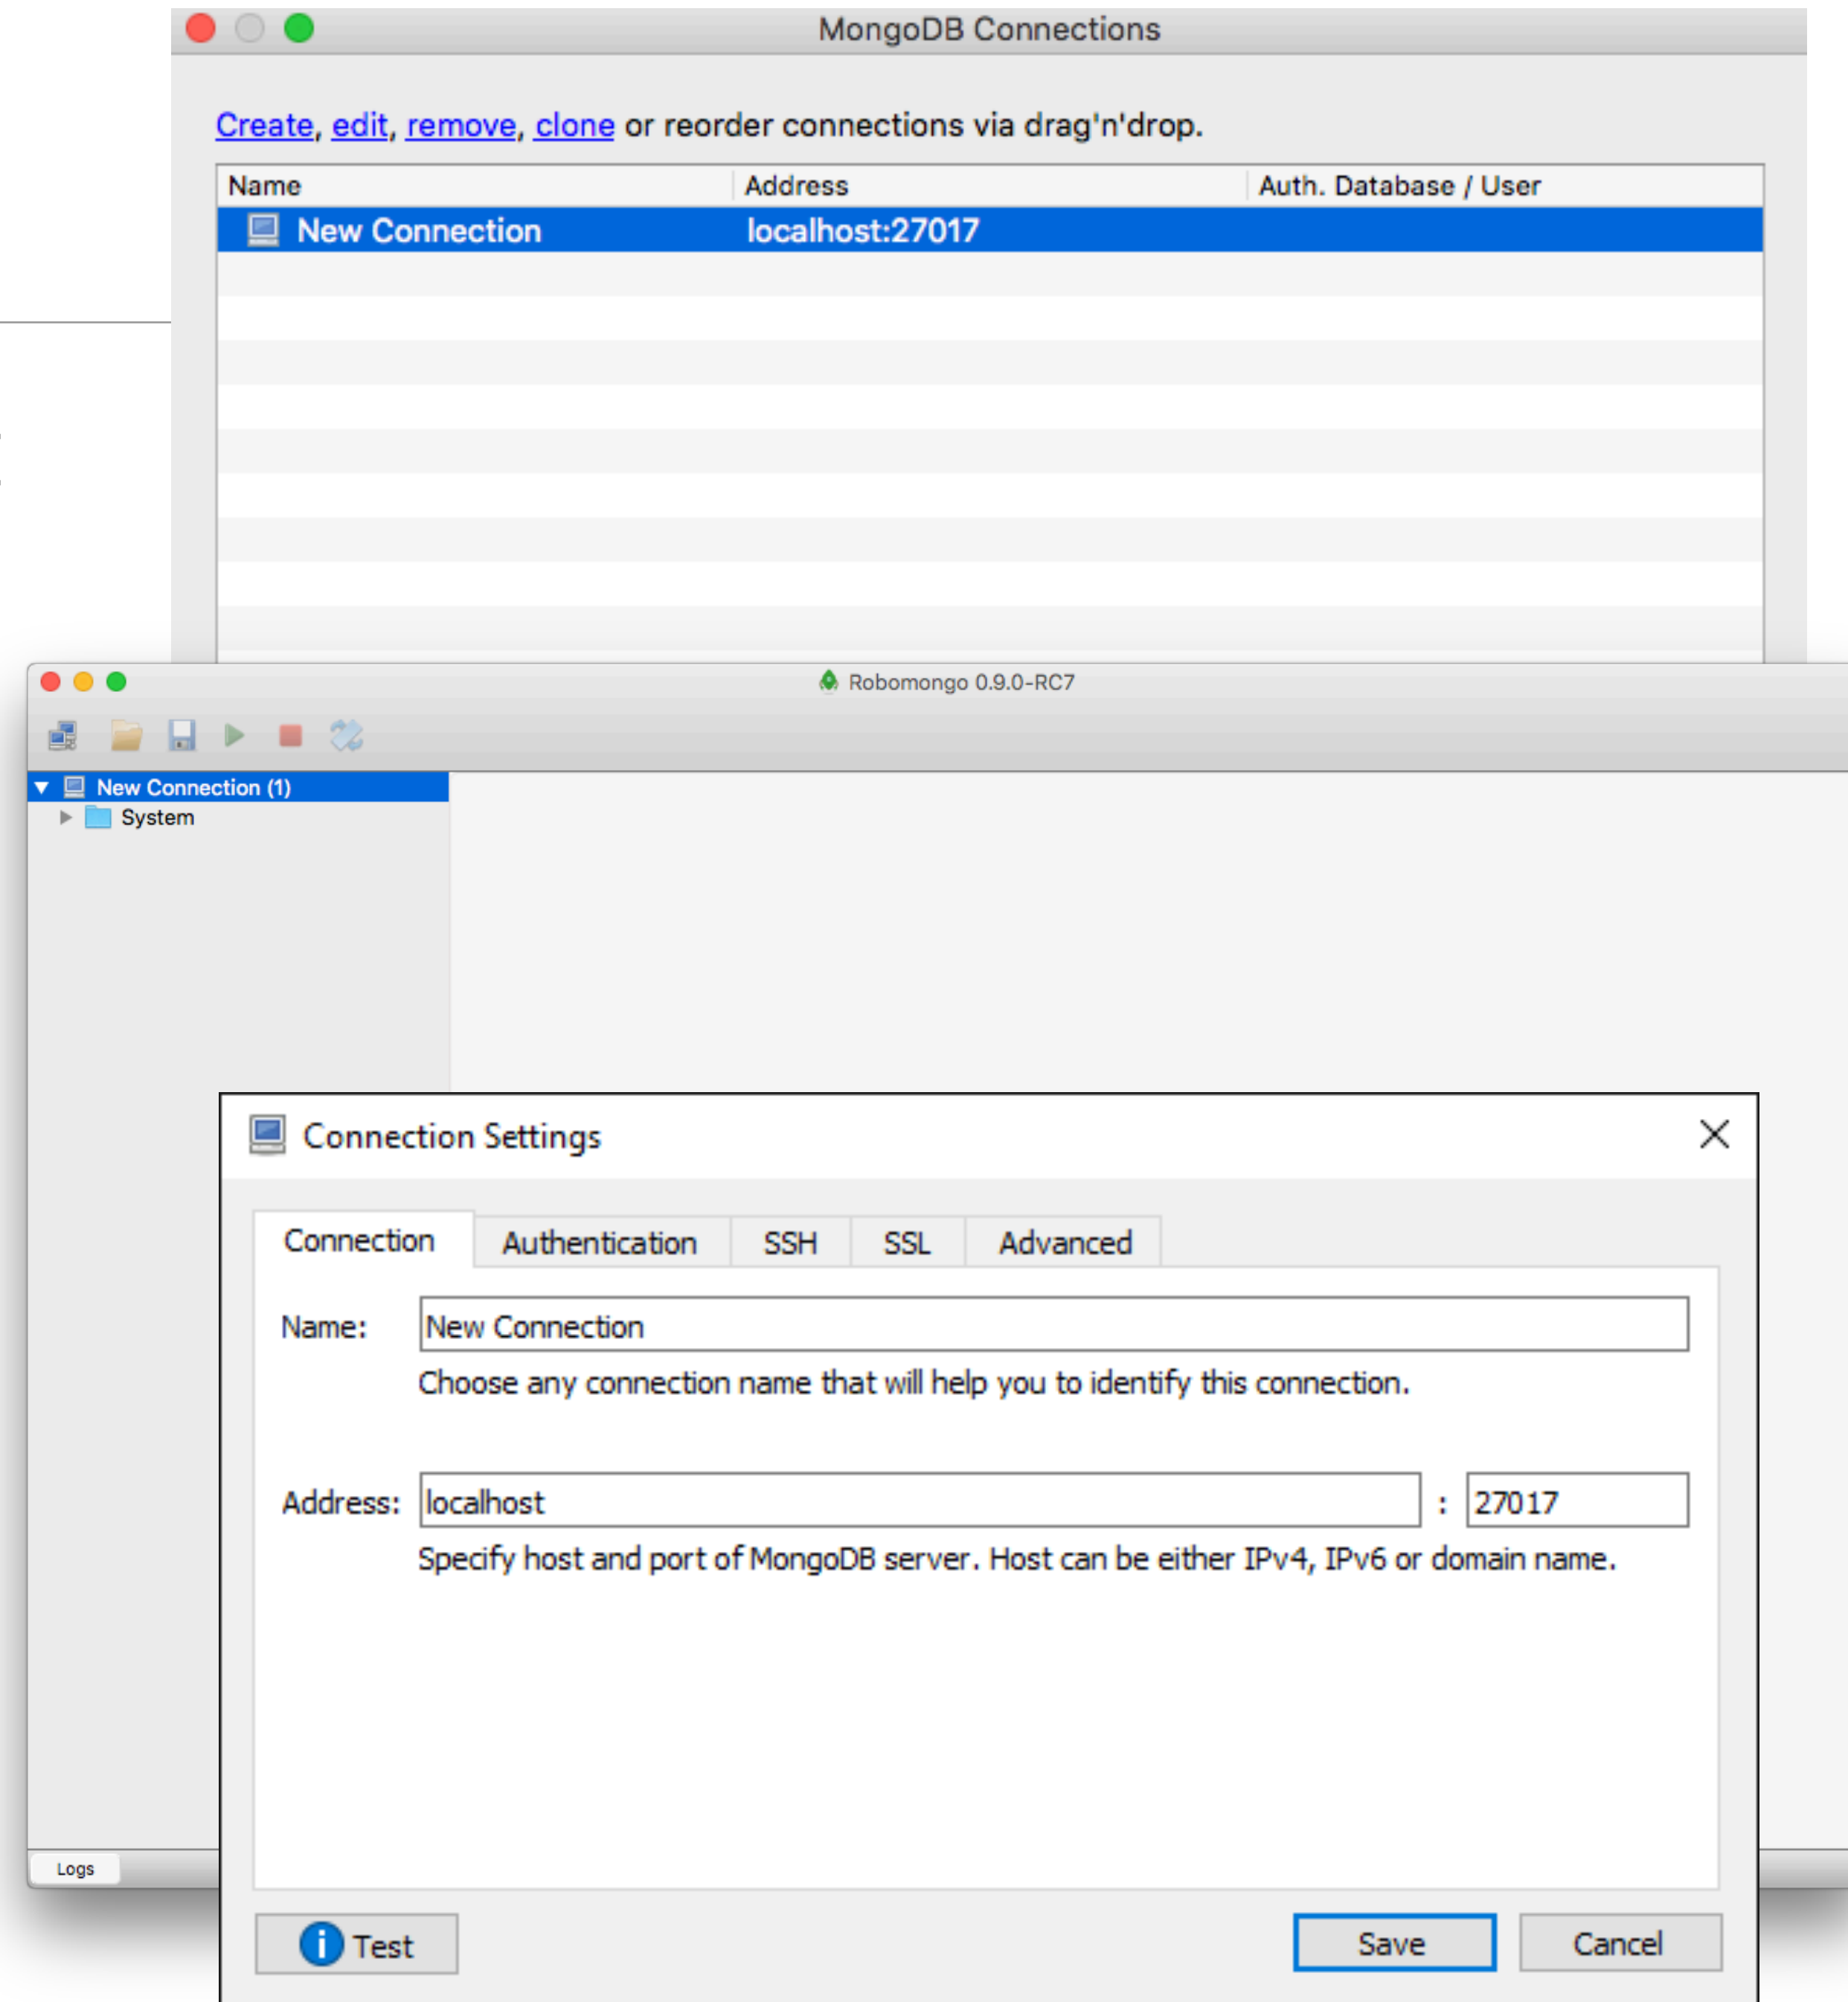 MongoDB Connections
Create, edit, remove, clone or reorder connections via drag'n'drop.
Name Address Auth. Database / User
New Connection localhost:27017
Robomongo 0.9.0-RC7
New Connection (1)
System
Connection Settings
Connection Authentication SSH SSL Advanced
Name: New Connection
Choose any connection name that will help you to identify this connection.
Address: localhost : 27017
Specify host and port of MongoDB server. Host can be either IPv4, IPv6 or domain name.
Logs
Test Save Cancel